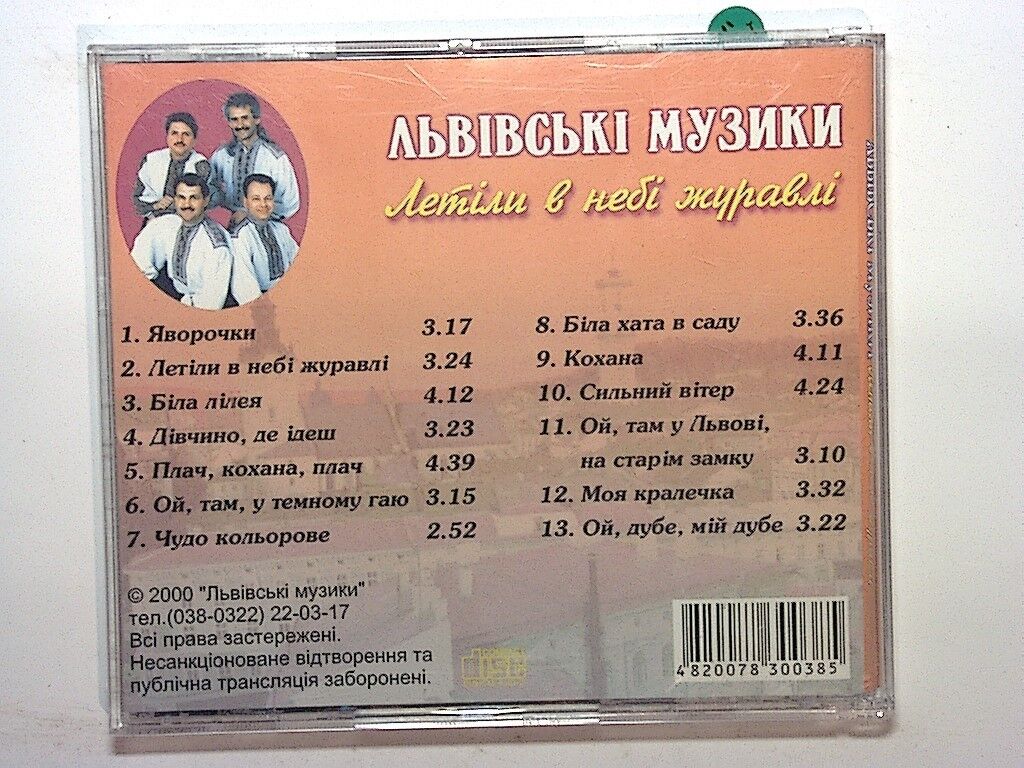 ЛЬВІВСЬКІ МУЗИКИ
Летіли в небі журавлі
1. Яворочки 3.17
2. Летіли в небі журавлі 3.24
3. Біла лілея 4.12
4. Дівчино, де ідеш 3.23
5. Плач, кохана, плач 4.39
6. Ой, там, у темному гаю 3.15
7. Чудо кольорове 2.52
8. Біла хата в саду 3.36
9. Кохана 4.11
10. Сильний вітер 4.24
11. Ой, там у Львові,
на старім замку 3.10
12. Моя кралечка 3.32
13. Ой, дубе, мій дубе 3.22
© 2000 "Львівські музики"
тел.(038-0322) 22-03-17
Всі права застережені.
Несанкціоноване відтворення та
публічна трансляція заборонені.
4 820078 300385